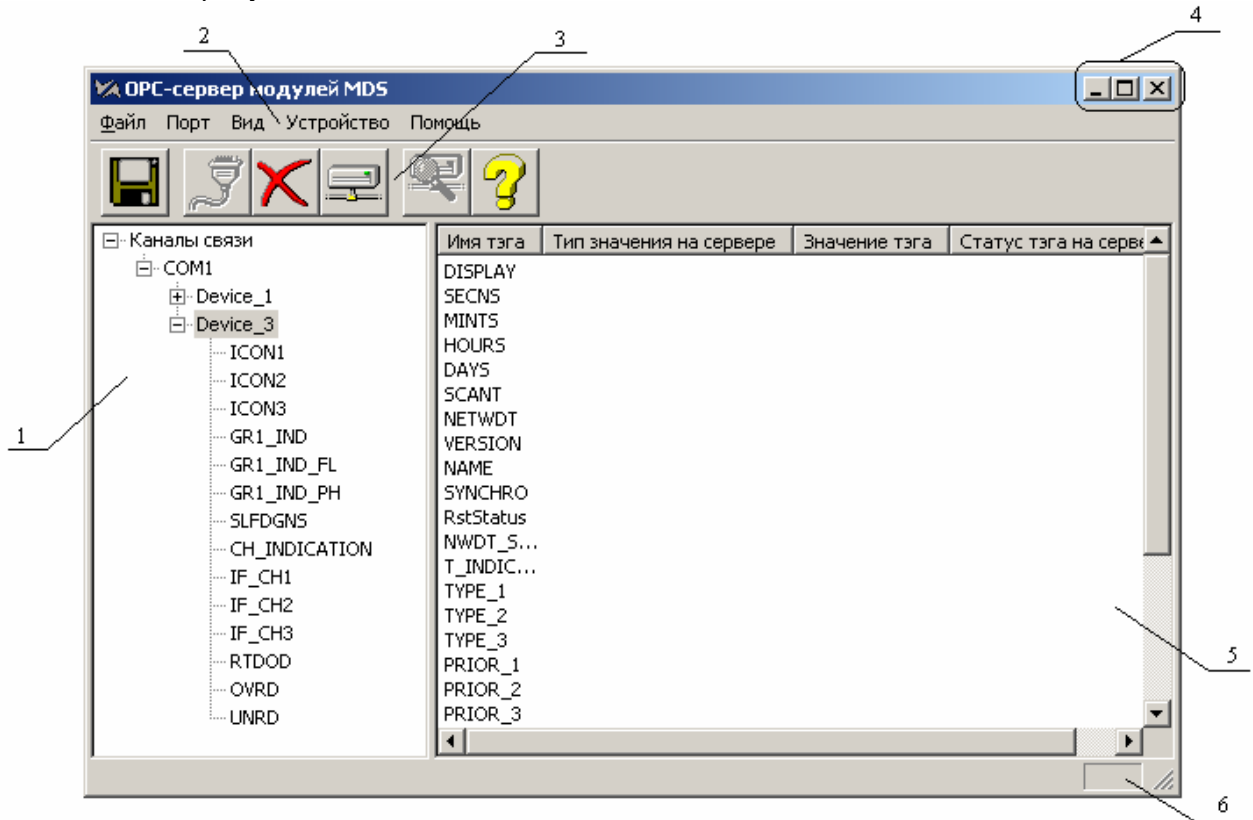 4
2
3
ОРС-сервер модулей MDS
Файл Порт Вид Устройство Помощь
Каналы связи
COM1
Device_1
Device_3
ICON1
ICON2
ICON3
GR1_IND
GR1_IND_FL
GR1_IND_PH
SLFDGNS
CH_INDICATION
IF_CH1
IF_CH2
IF_CH3
RTDOD
OVRD
UNRD
1
Имя тэга Тип значения на сервере Значение тэга Статус тэга на серве
DISPLAY
SECNS
MINTS
HOURS
DAYS
SCANT
NETWDT
VERSION
NAME
SYNCHRO
RstStatus
NWDT_S...
T_INDIC...
TYPE_1
TYPE_2
TYPE_3
PRIOR_1
PRIOR_2
PRIOR_3
5
6